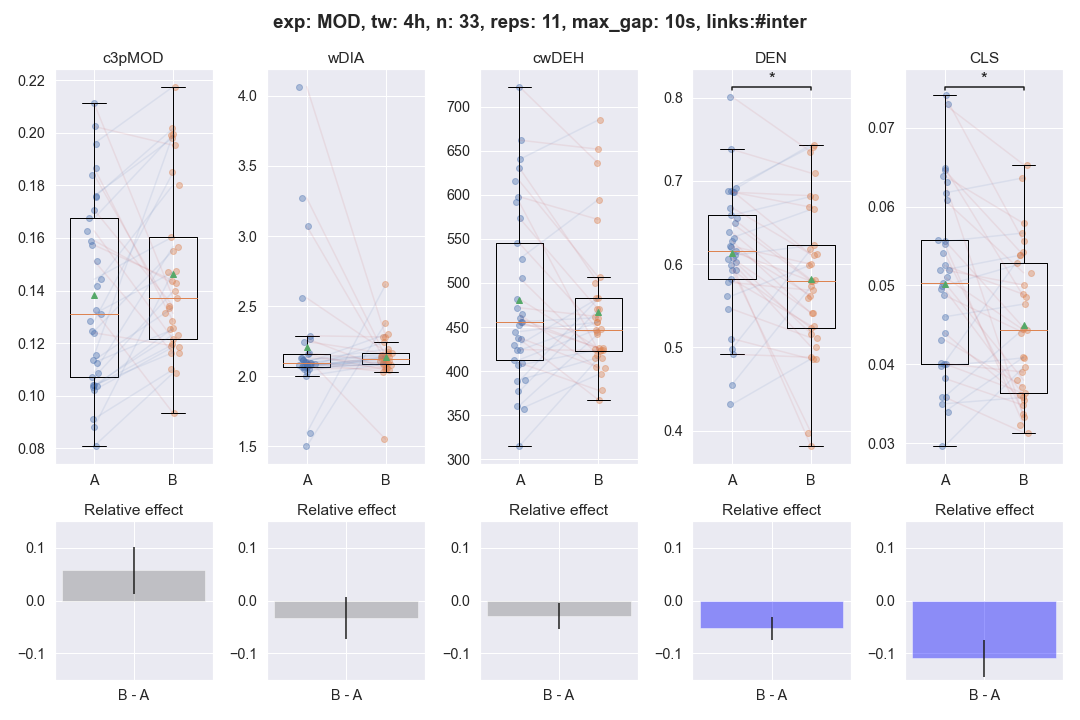 exp: MOD, tw: 4h, n: 33, reps: 11, max_gap: 10s, links:#inter
c3pMOD
0.22
0.20
0.18
0.16
0.14
0.12
0.10
0.08
A B
wDIA
4.0
3.5
3.0
2.5
2.0
1.5
A B
cwDEH
700
650
600
550
500
450
400
350
300
A B
DEN
*
0.8
0.7
0.6
0.5
0.4
A B
CLS
*
0.07
0.06
0.05
0.04
0.03
A B
Relative effect
0.1
0.0
−0.1
B - A
Relative effect
0.1
0.0
−0.1
B - A
Relative effect
0.1
0.0
−0.1
B - A
Relative effect
0.1
0.0
−0.1
B - A
Relative effect
0.1
0.0
−0.1
B - A